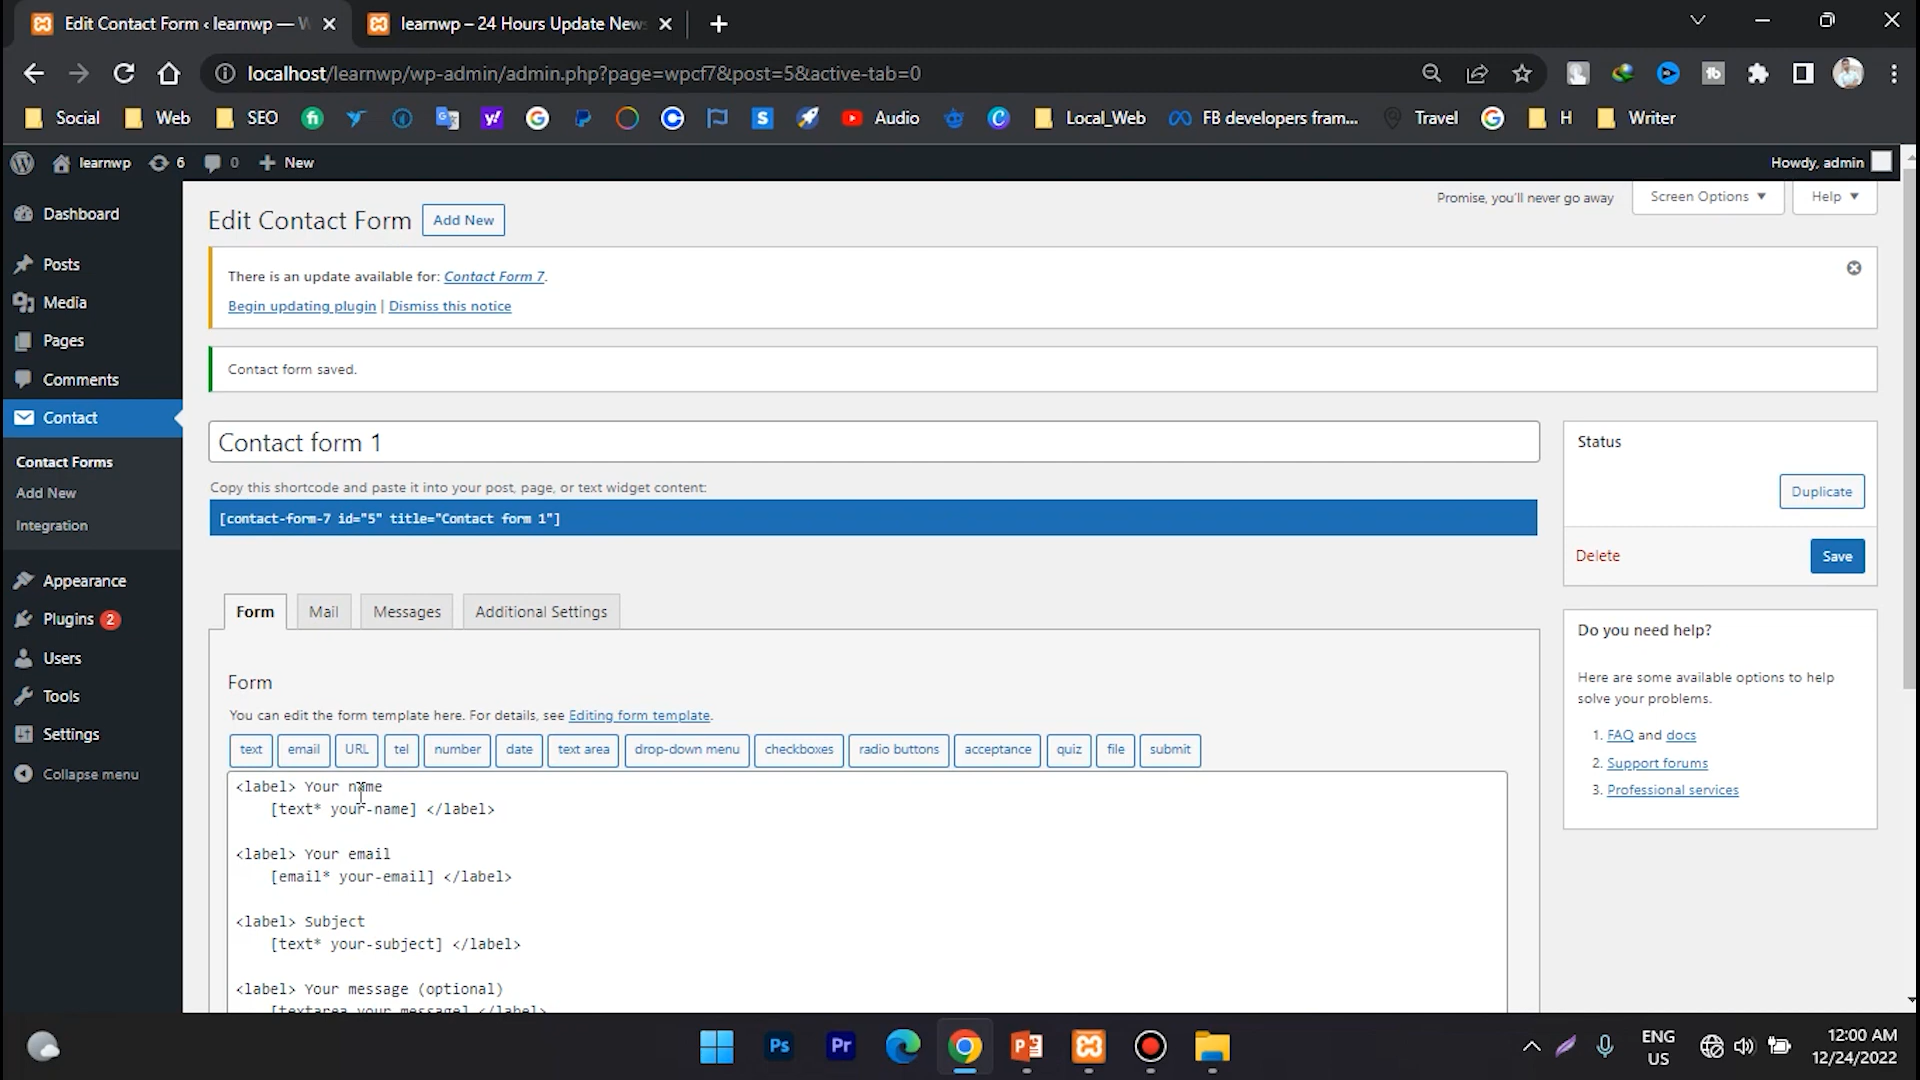 Edit Contact Form ‹ learnwp — W
learnwp – 24 Hours Update News
localhost/learnwp/wp-admin/admin.php?page=wpcf7&post=5&active-tab=0
Social
Web
SEO
Audio
Local_Web
FB developers fram...
Travel
H
Writer
learnwp
6
0
New
Howdy, admin
Dashboard
Posts
Media
Pages
Comments
Contact
Contact Forms
Add New
Integration
Appearance
Plugins 2
Users
Tools
Settings
Collapse menu
Promise, you'll never go away
Screen Options
Help
Edit Contact Form
Add New
There is an update available for: Contact Form 7.
Begin updating plugin | Dismiss this notice
Contact form saved.
Contact form 1
Copy this shortcode and paste it into your post, page, or text widget content:
[contact-form-7 id="5" title="Contact form 1"]
Form
Mail
Messages
Additional Settings
Form
You can edit the form template here. For details, see Editing form template.
text
email
URL
tel
number
date
text area
drop-down menu
checkboxes
radio buttons
acceptance
quiz
file
submit
<label> Your name
[text* your-name] </label>
<label> Your email
[email* your-email] </label>
<label> Subject
[text* your-subject] </label>
<label> Your message (optional)
[textarea your-message] </label>
Status
Duplicate
Delete
Save
Do you need help?
Here are some available options to help
solve your problems.
1. FAQ and docs
2. Support forums
3. Professional services
Ps
Pr
ENG
US
12:00 AM
12/24/2022